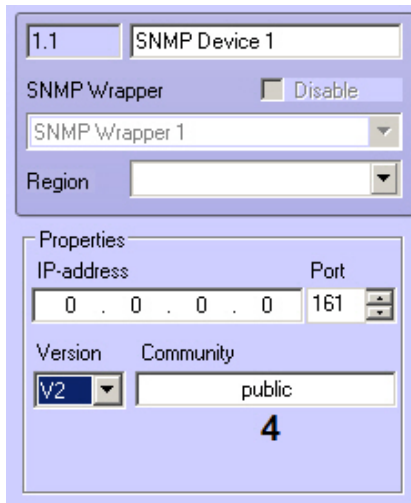 1.1 SNMP Device 1
SNMP Wrapper Disable
SNMP Wrapper 1
Region
Properties
IP-address Port
0 . 0 . 0 . 0 161
Version Community
V2 public
4